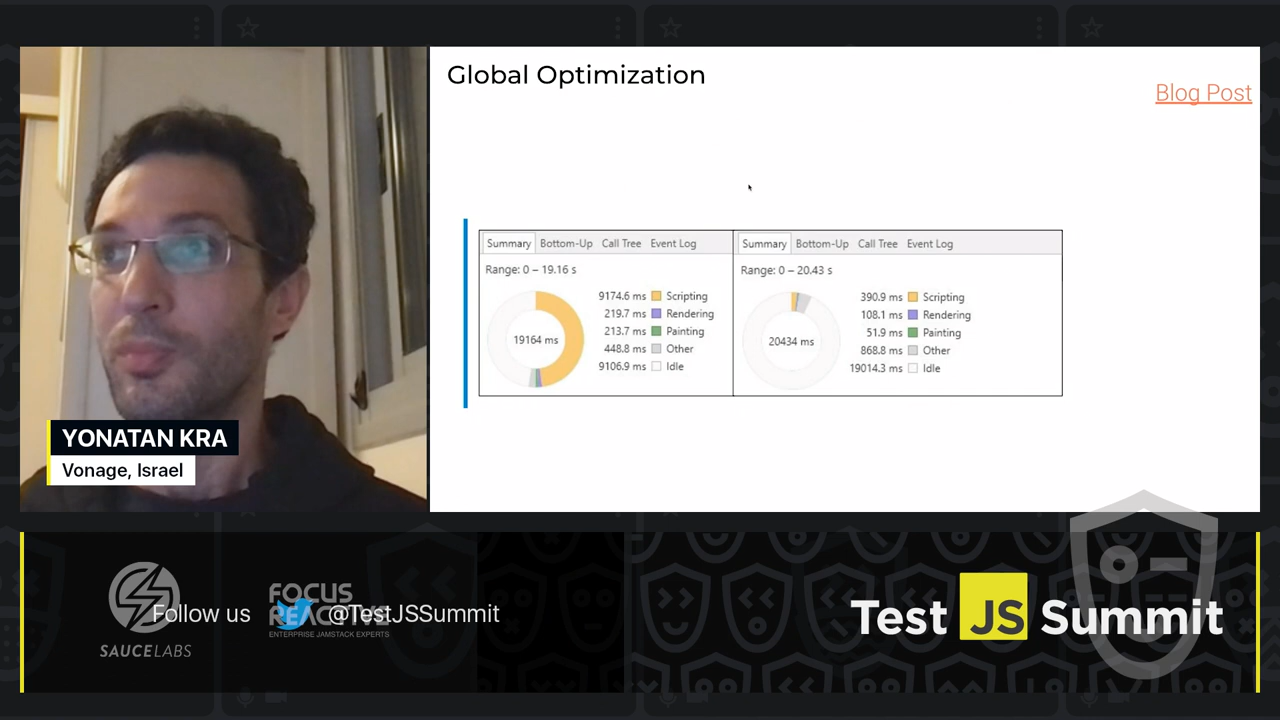 Global Optimization
Blog Post
Summary Bottom-Up Call Tree Event Log
Range: 0 – 19.16 s
9174.6 ms Scripting
219.7 ms Rendering
213.7 ms Painting
448.8 ms Other
9106.9 ms Idle
19164 ms
Summary Bottom-Up Call Tree Event Log
Range: 0 – 20.43 s
390.9 ms Scripting
108.1 ms Rendering
51.9 ms Painting
868.8 ms Other
19014.3 ms Idle
20434 ms
YONATAN KRA
Vonage, Israel
SAUCELABS
Follow us @TestJSSummit
FOCUS
REACTIVE
ENTERPRISE JAMSTACK EXPERTS
Test JS Summit